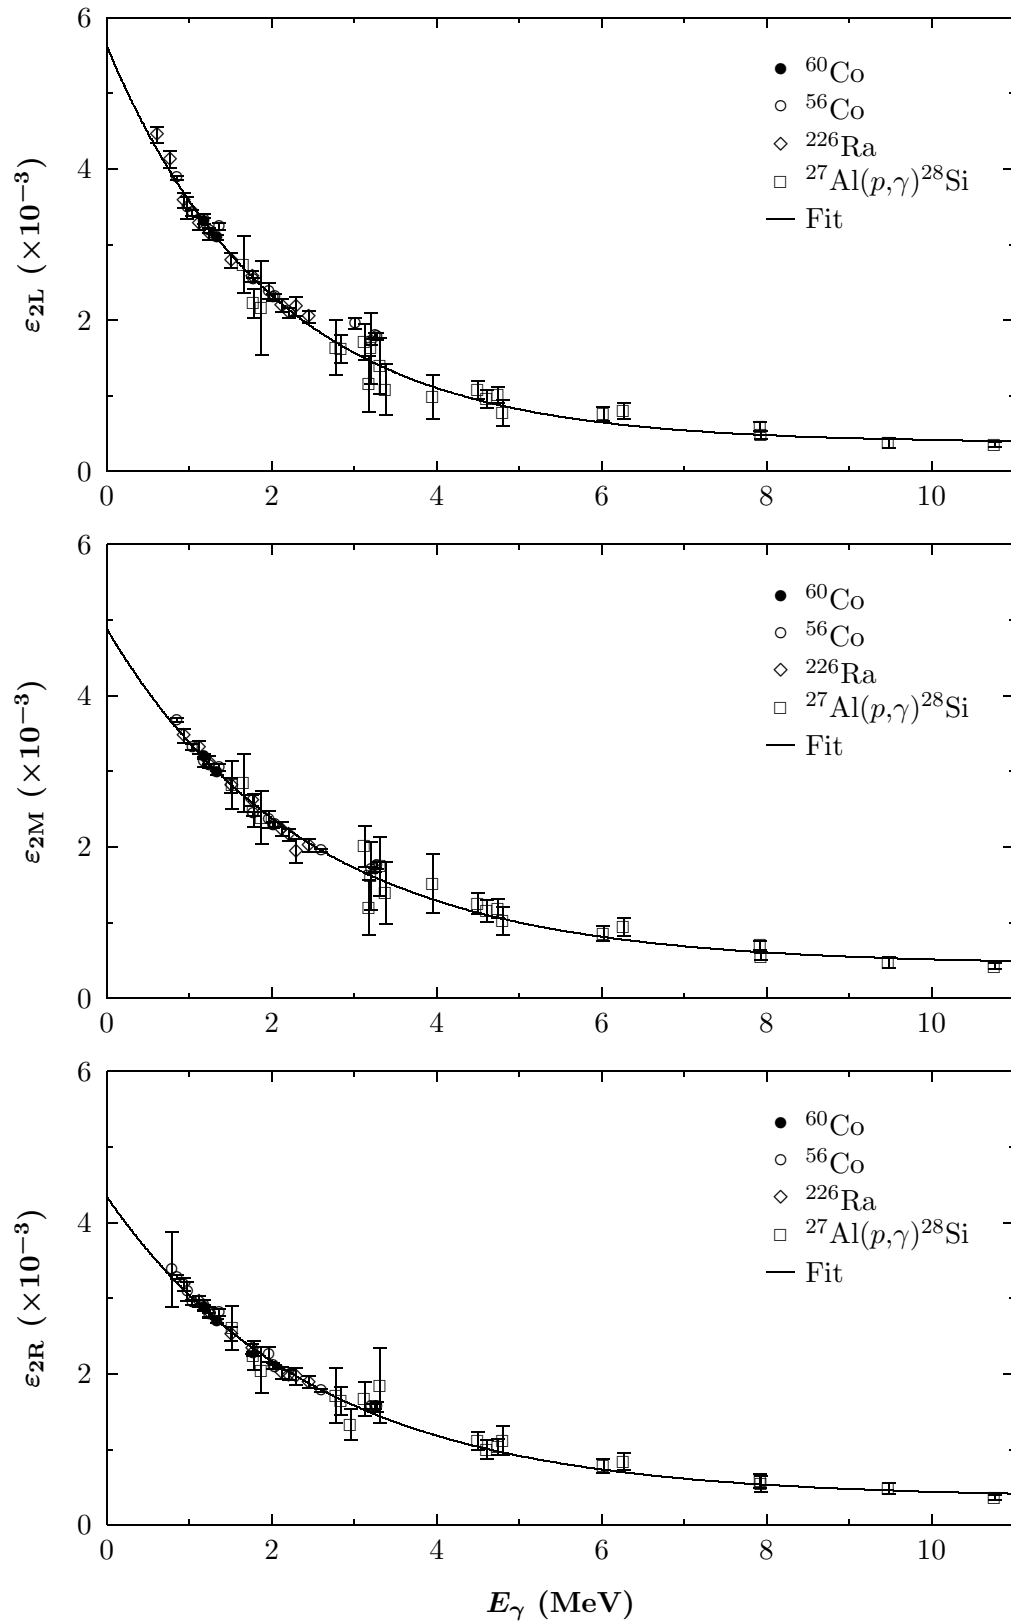 6
4
2
0
ε2L (×10−3)
60Co
56Co
226Ra
27Al(p,γ)28Si
Fit
0 2 4 6 8 10
6
4
2
0
ε2M (×10−3)
60Co
56Co
226Ra
27Al(p,γ)28Si
Fit
0 2 4 6 8 10
6
4
2
0
ε2R (×10−3)
60Co
56Co
226Ra
27Al(p,γ)28Si
Fit
0 2 4 6 8 10
Eγ (MeV)